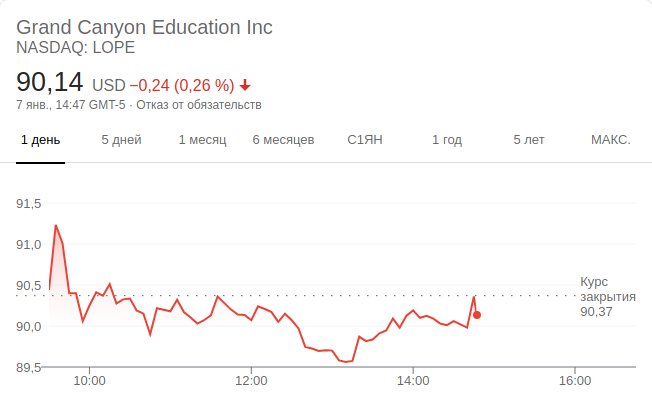 Grand Canyon Education Inc
NASDAQ: LOPE
90,14 USD −0,24 (0,26 %)
7 янв., 14:47 GMT-5 · Отказ от обязательств
1 день 5 дней 1 месяц 6 месяцев С1ЯН 1 год 5 лет МАКС.
91,5
91,0
90,5
90,0
89,5
Курс
закрытия
90,37
10:00 12:00 14:00 16:00